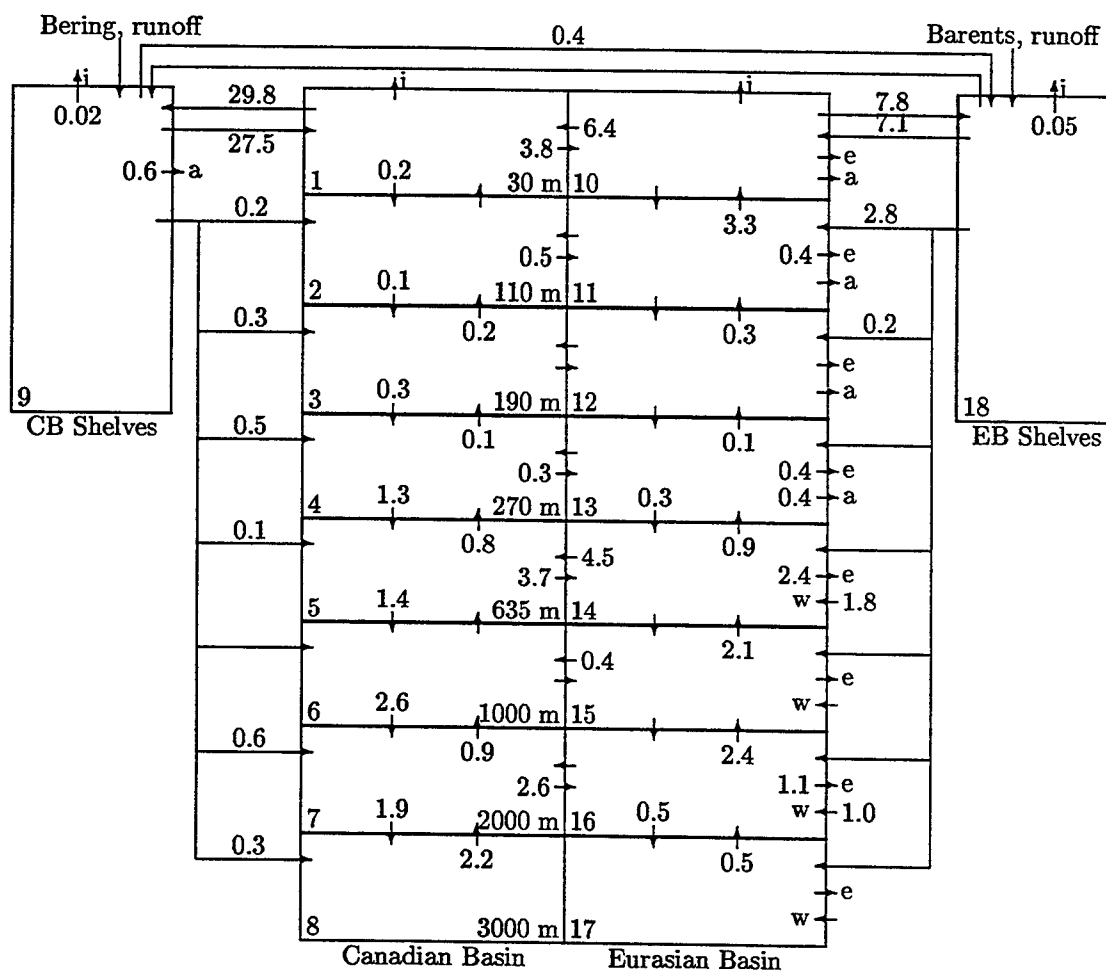 Bering, runoff
0.4
Barents, runoff
i
i
i
i
0.02
29.8
7.8
0.05
27.5
7.1
6.4
3.8
e
0.6 a
a
1
0.2
30 m 10
0.2
3.3
2.8
0.5
0.4 e
a
2
0.1
110 m 11
0.3
0.2
0.3
0.2
e
a
9
3
0.3
190 m 12
18
CB Shelves
0.1
0.1
EB Shelves
0.5
0.3
0.4 e
0.4 a
4
1.3
270 m 13
0.3
0.1
0.8
0.9
4.5
3.7
2.4 e
w 1.8
5
1.4
635 m 14
2.1
0.4
e
w
6
2.6
1000 m 15
0.6
0.9
2.4
2.6
1.1 e
w 1.0
7
1.9
2000 m 16
0.5
0.3
2.2
0.5
e
w
8
3000 m 17
Canadian Basin
Eurasian Basin